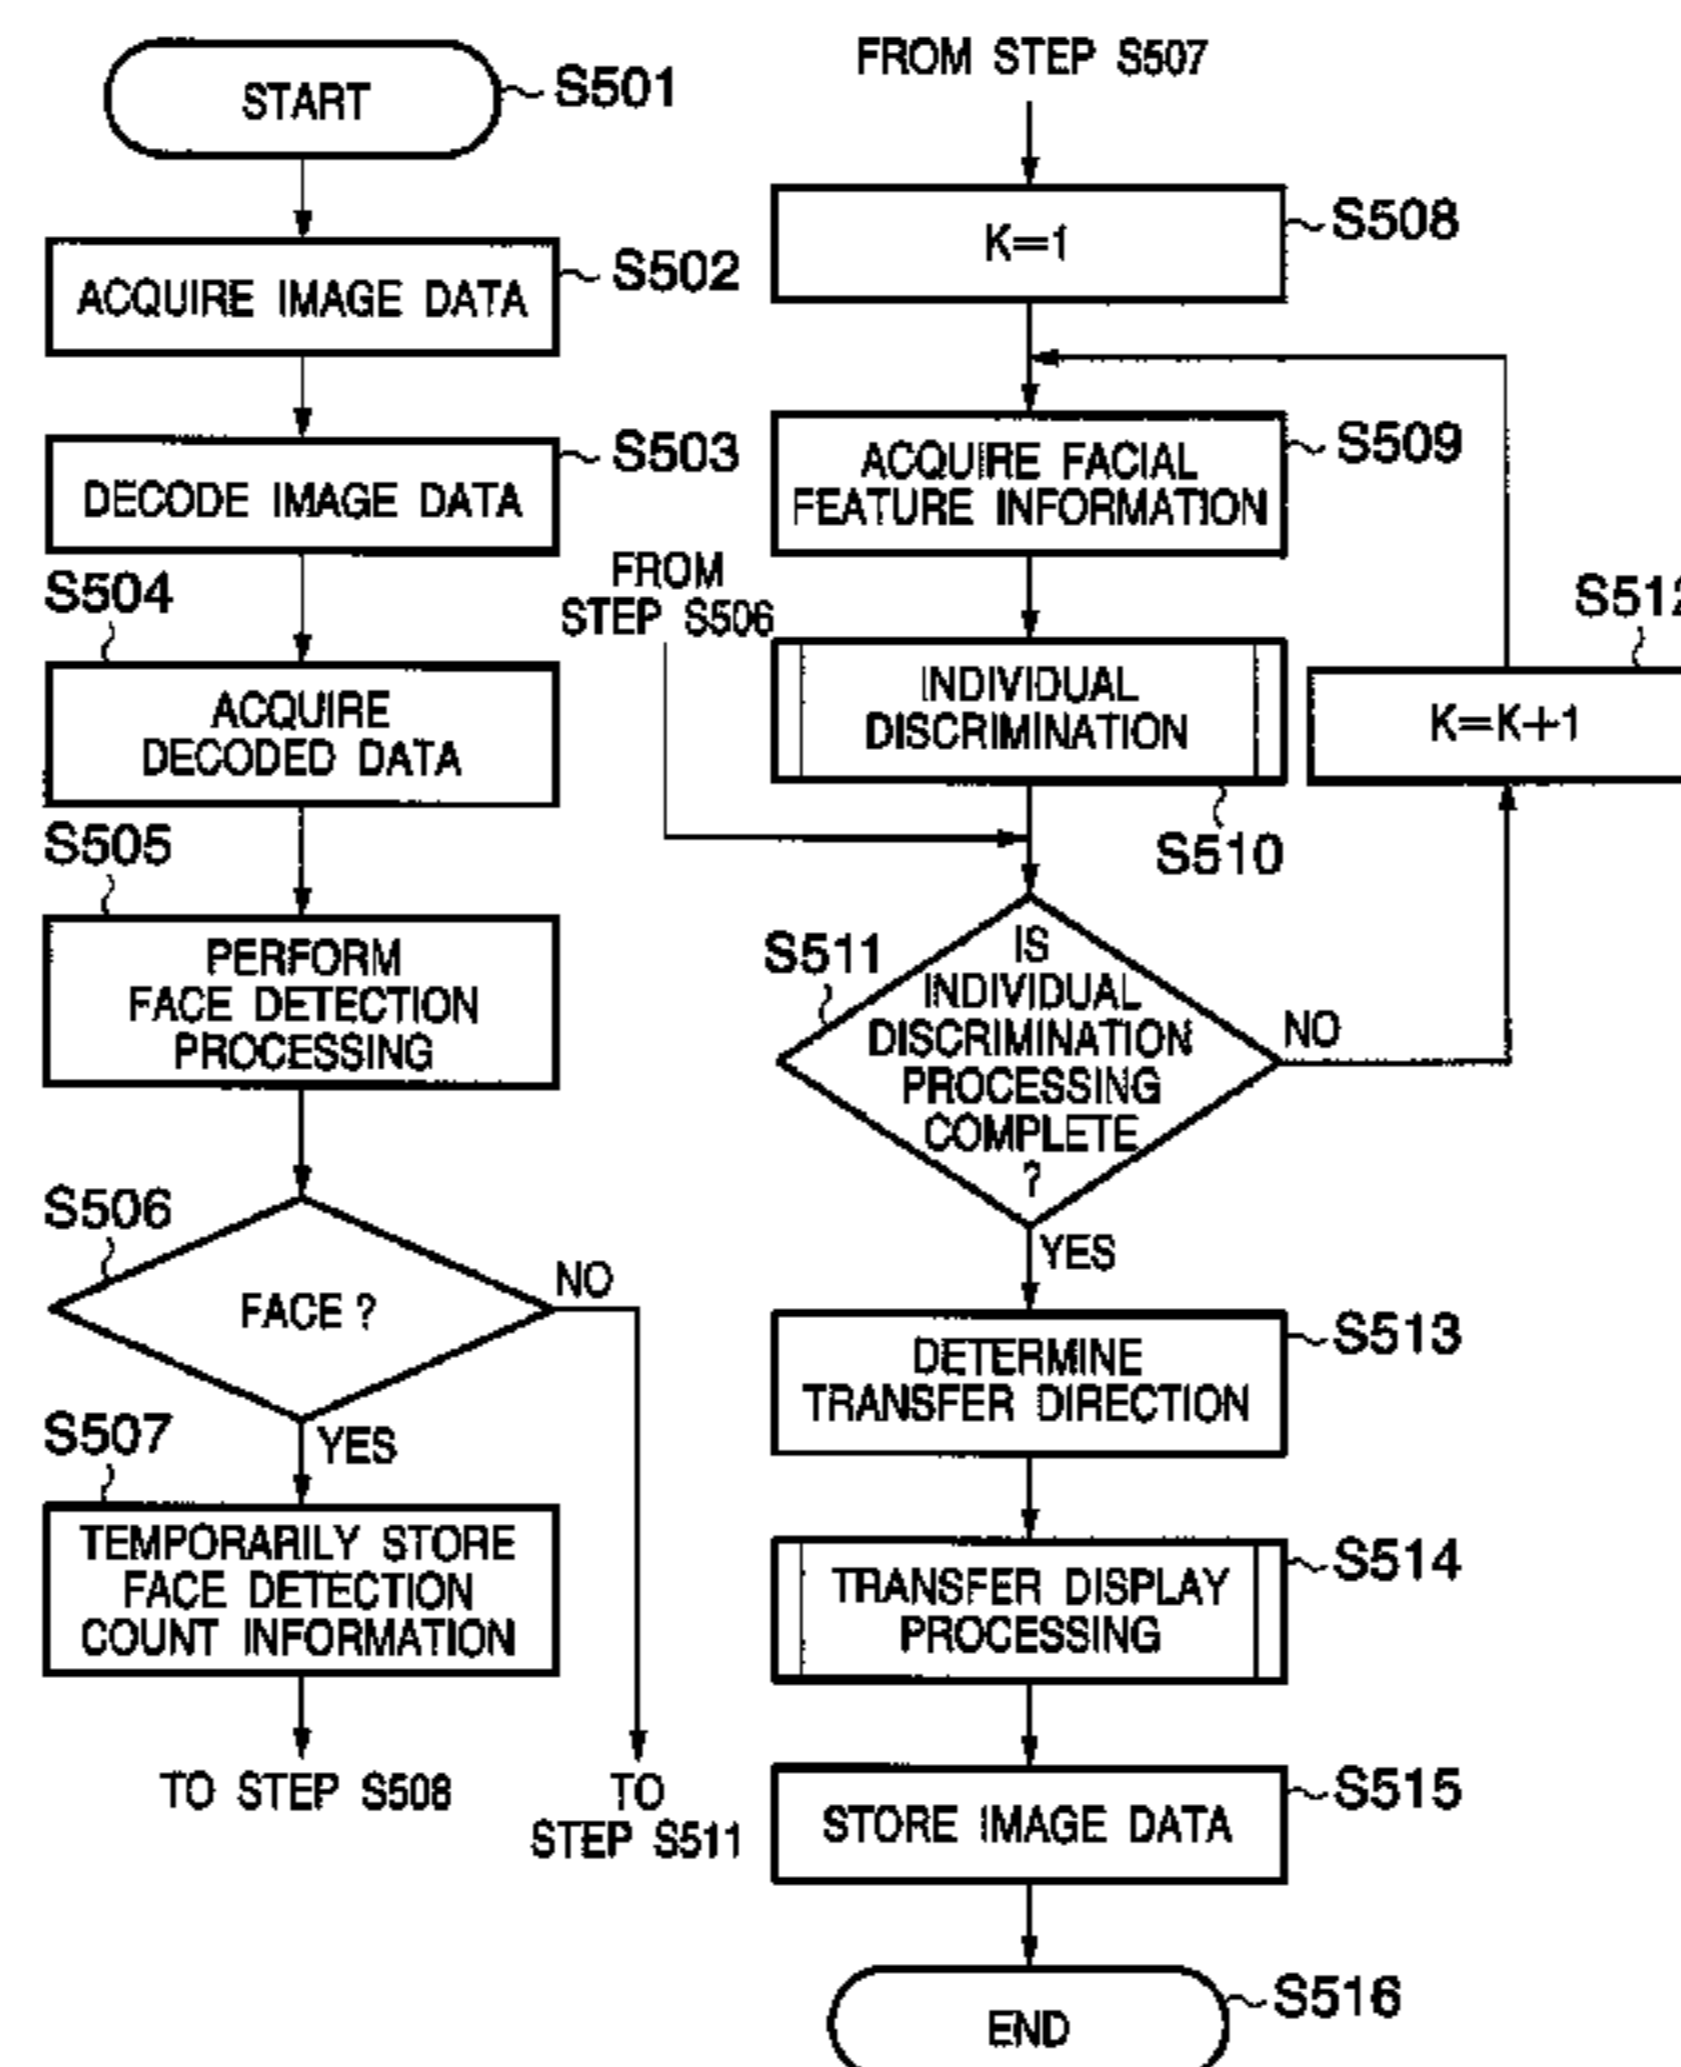 START
S501
ACQUIRE IMAGE DATA
S502
DECODE IMAGE DATA
S503
S504
ACQUIRE
DECODED DATA
S505
PERFORM
FACE DETECTION
PROCESSING
S506
FACE ?
NO
YES
S507
TEMPORARILY STORE
FACE DETECTION
COUNT INFORMATION
TO STEP S508
TO
STEP S511
FROM STEP S507
K=1
S508
ACQUIRE FACIAL
FEATURE INFORMATION
S509
FROM
STEP S506
INDIVIDUAL
DISCRIMINATION
S510
S512
K=K+1
S511
IS
INDIVIDUAL
DISCRIMINATION
PROCESSING
COMPLETE
?
NO
YES
DETERMINE
TRANSFER DIRECTION
S513
TRANSFER DISPLAY
PROCESSING
S514
STORE IMAGE DATA
S515
END
S516